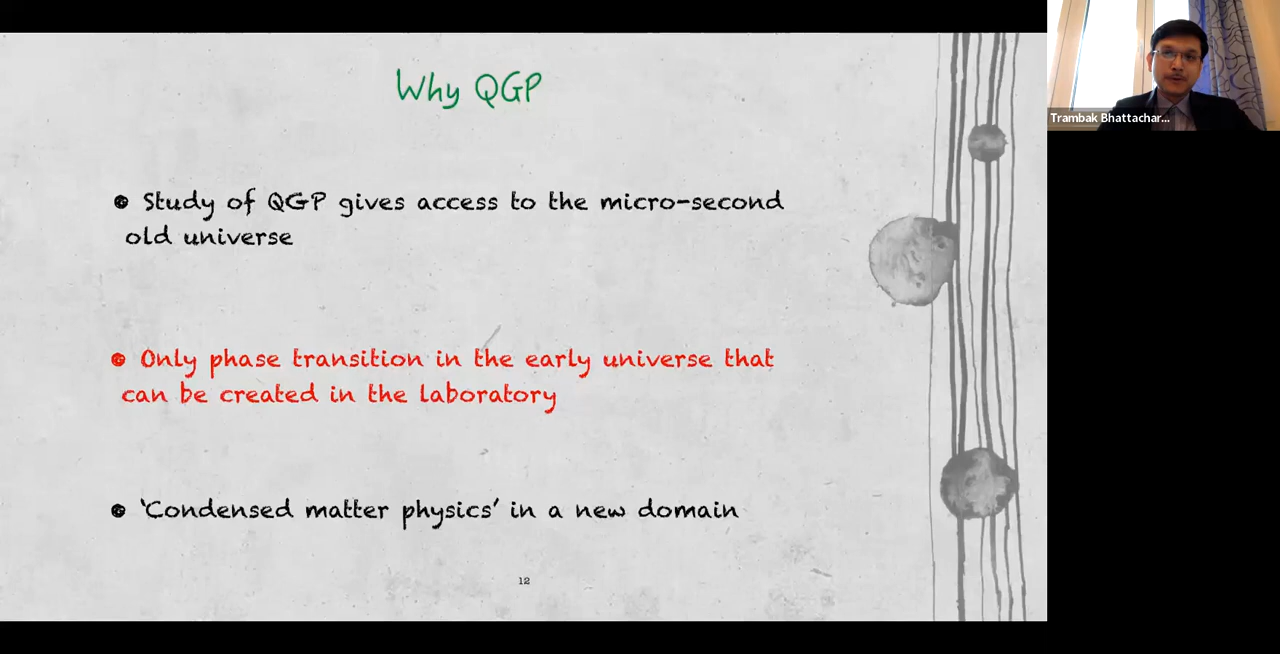 Why QGP
Trambak Bhattachar...
• Study of QGP gives access to the micro-second
old universe
• Only phase transition in the early universe that
can be created in the laboratory
• ‘Condensed matter physics’ in a new domain
12